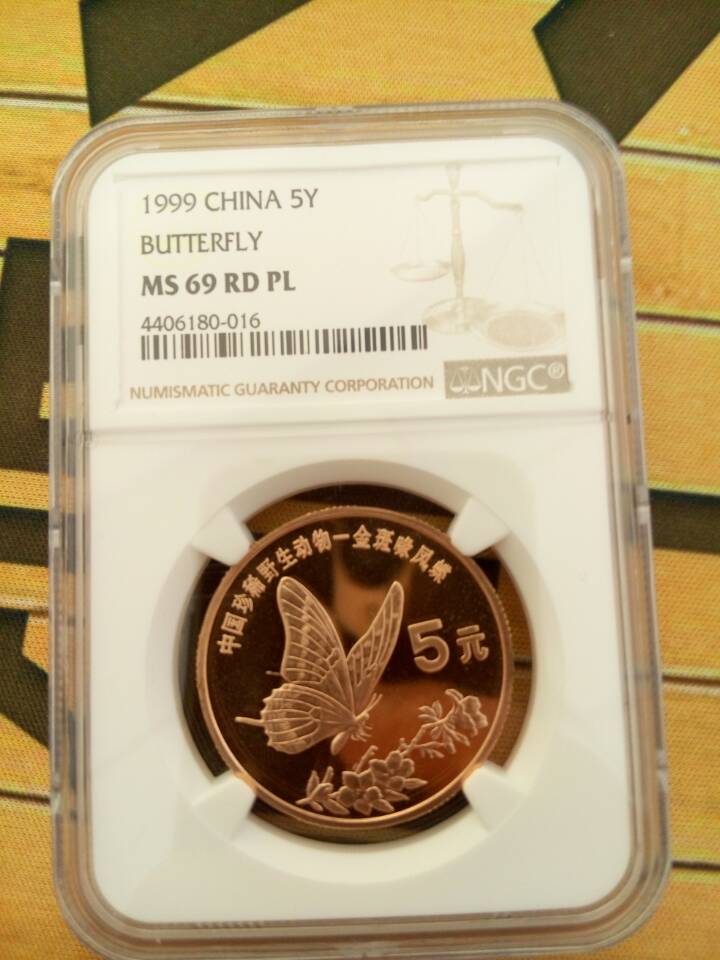 1999 CHINA 5Y
BUTTERFLY
MS 69 RD PL
4406180-016
NUMISMATIC GUARANTY CORPORATION
NGC®
中国珍稀野生动物—金斑喙凤蝶
5元